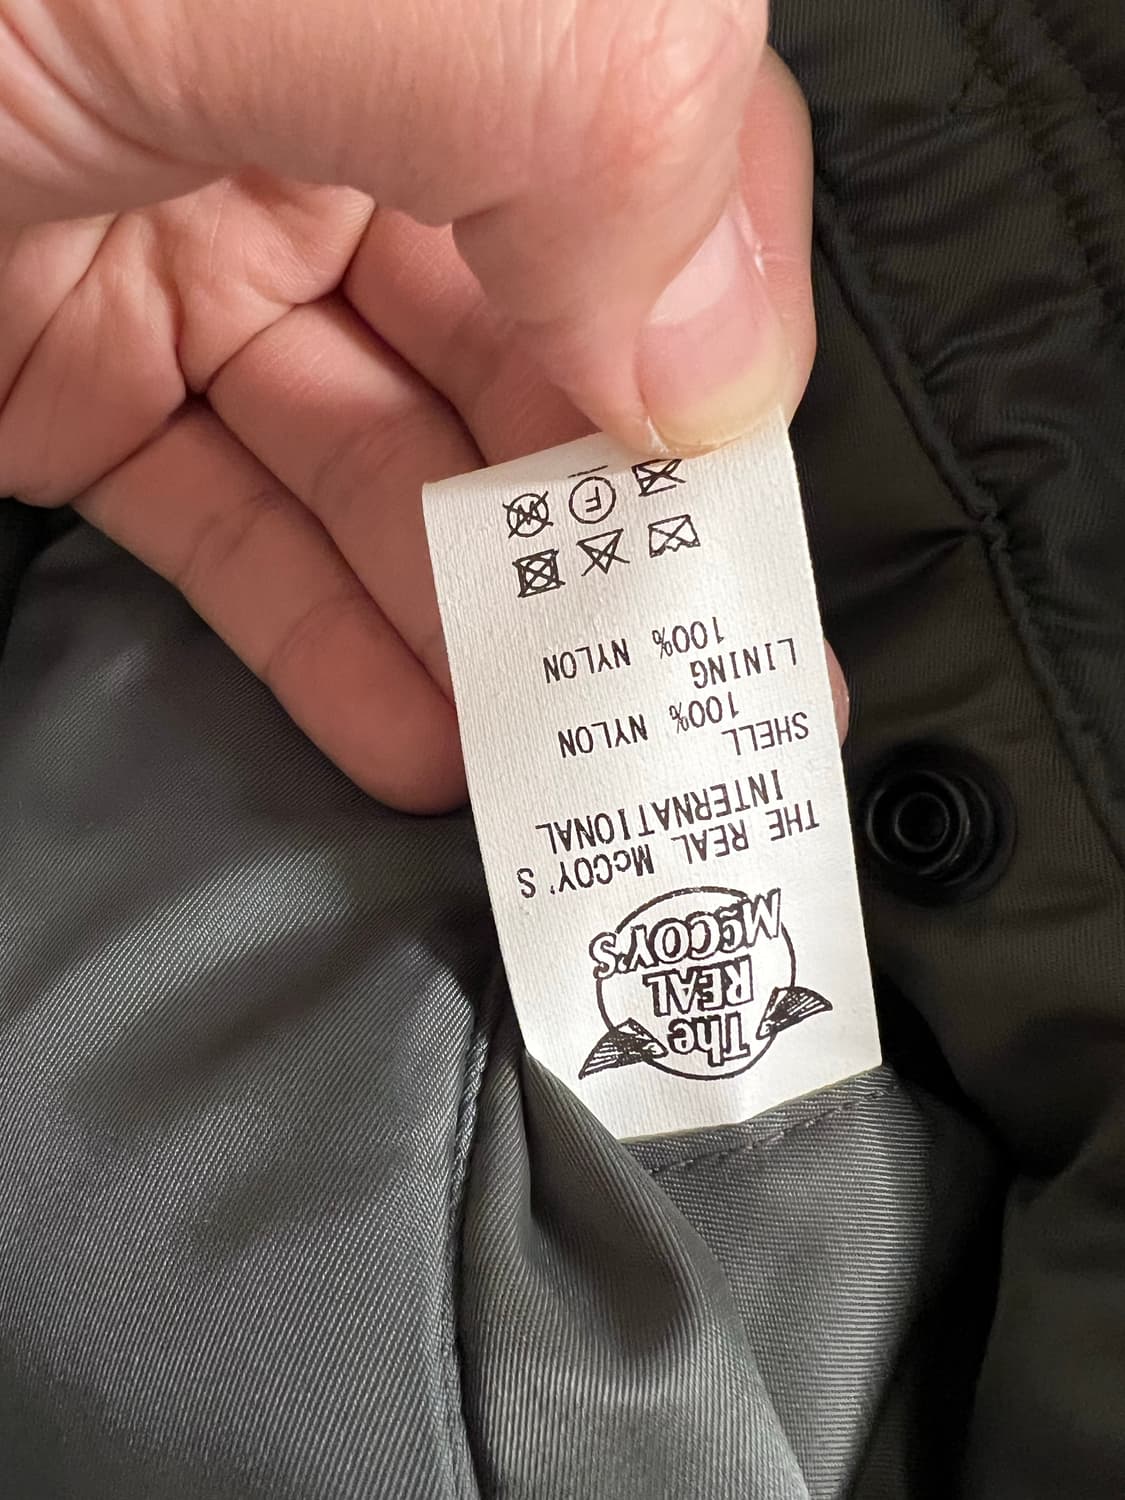 The
REAL
McCOY'S
THE REAL McCOY'S
INTERNATIONAL
SHELL
100% NYLON
LINING
100% NYLON
F
W